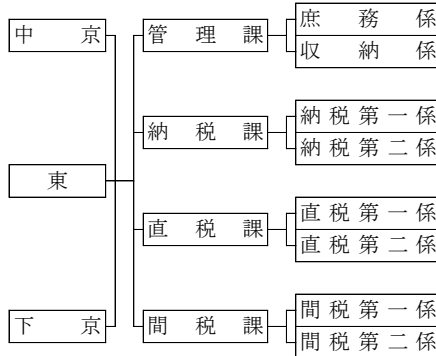 中京
東
下京
管理課
庶務係
収納係
納税課
納税第一係
納税第二係
直税課
直税第一係
直税第二係
間税課
間税第一係
間税第二係